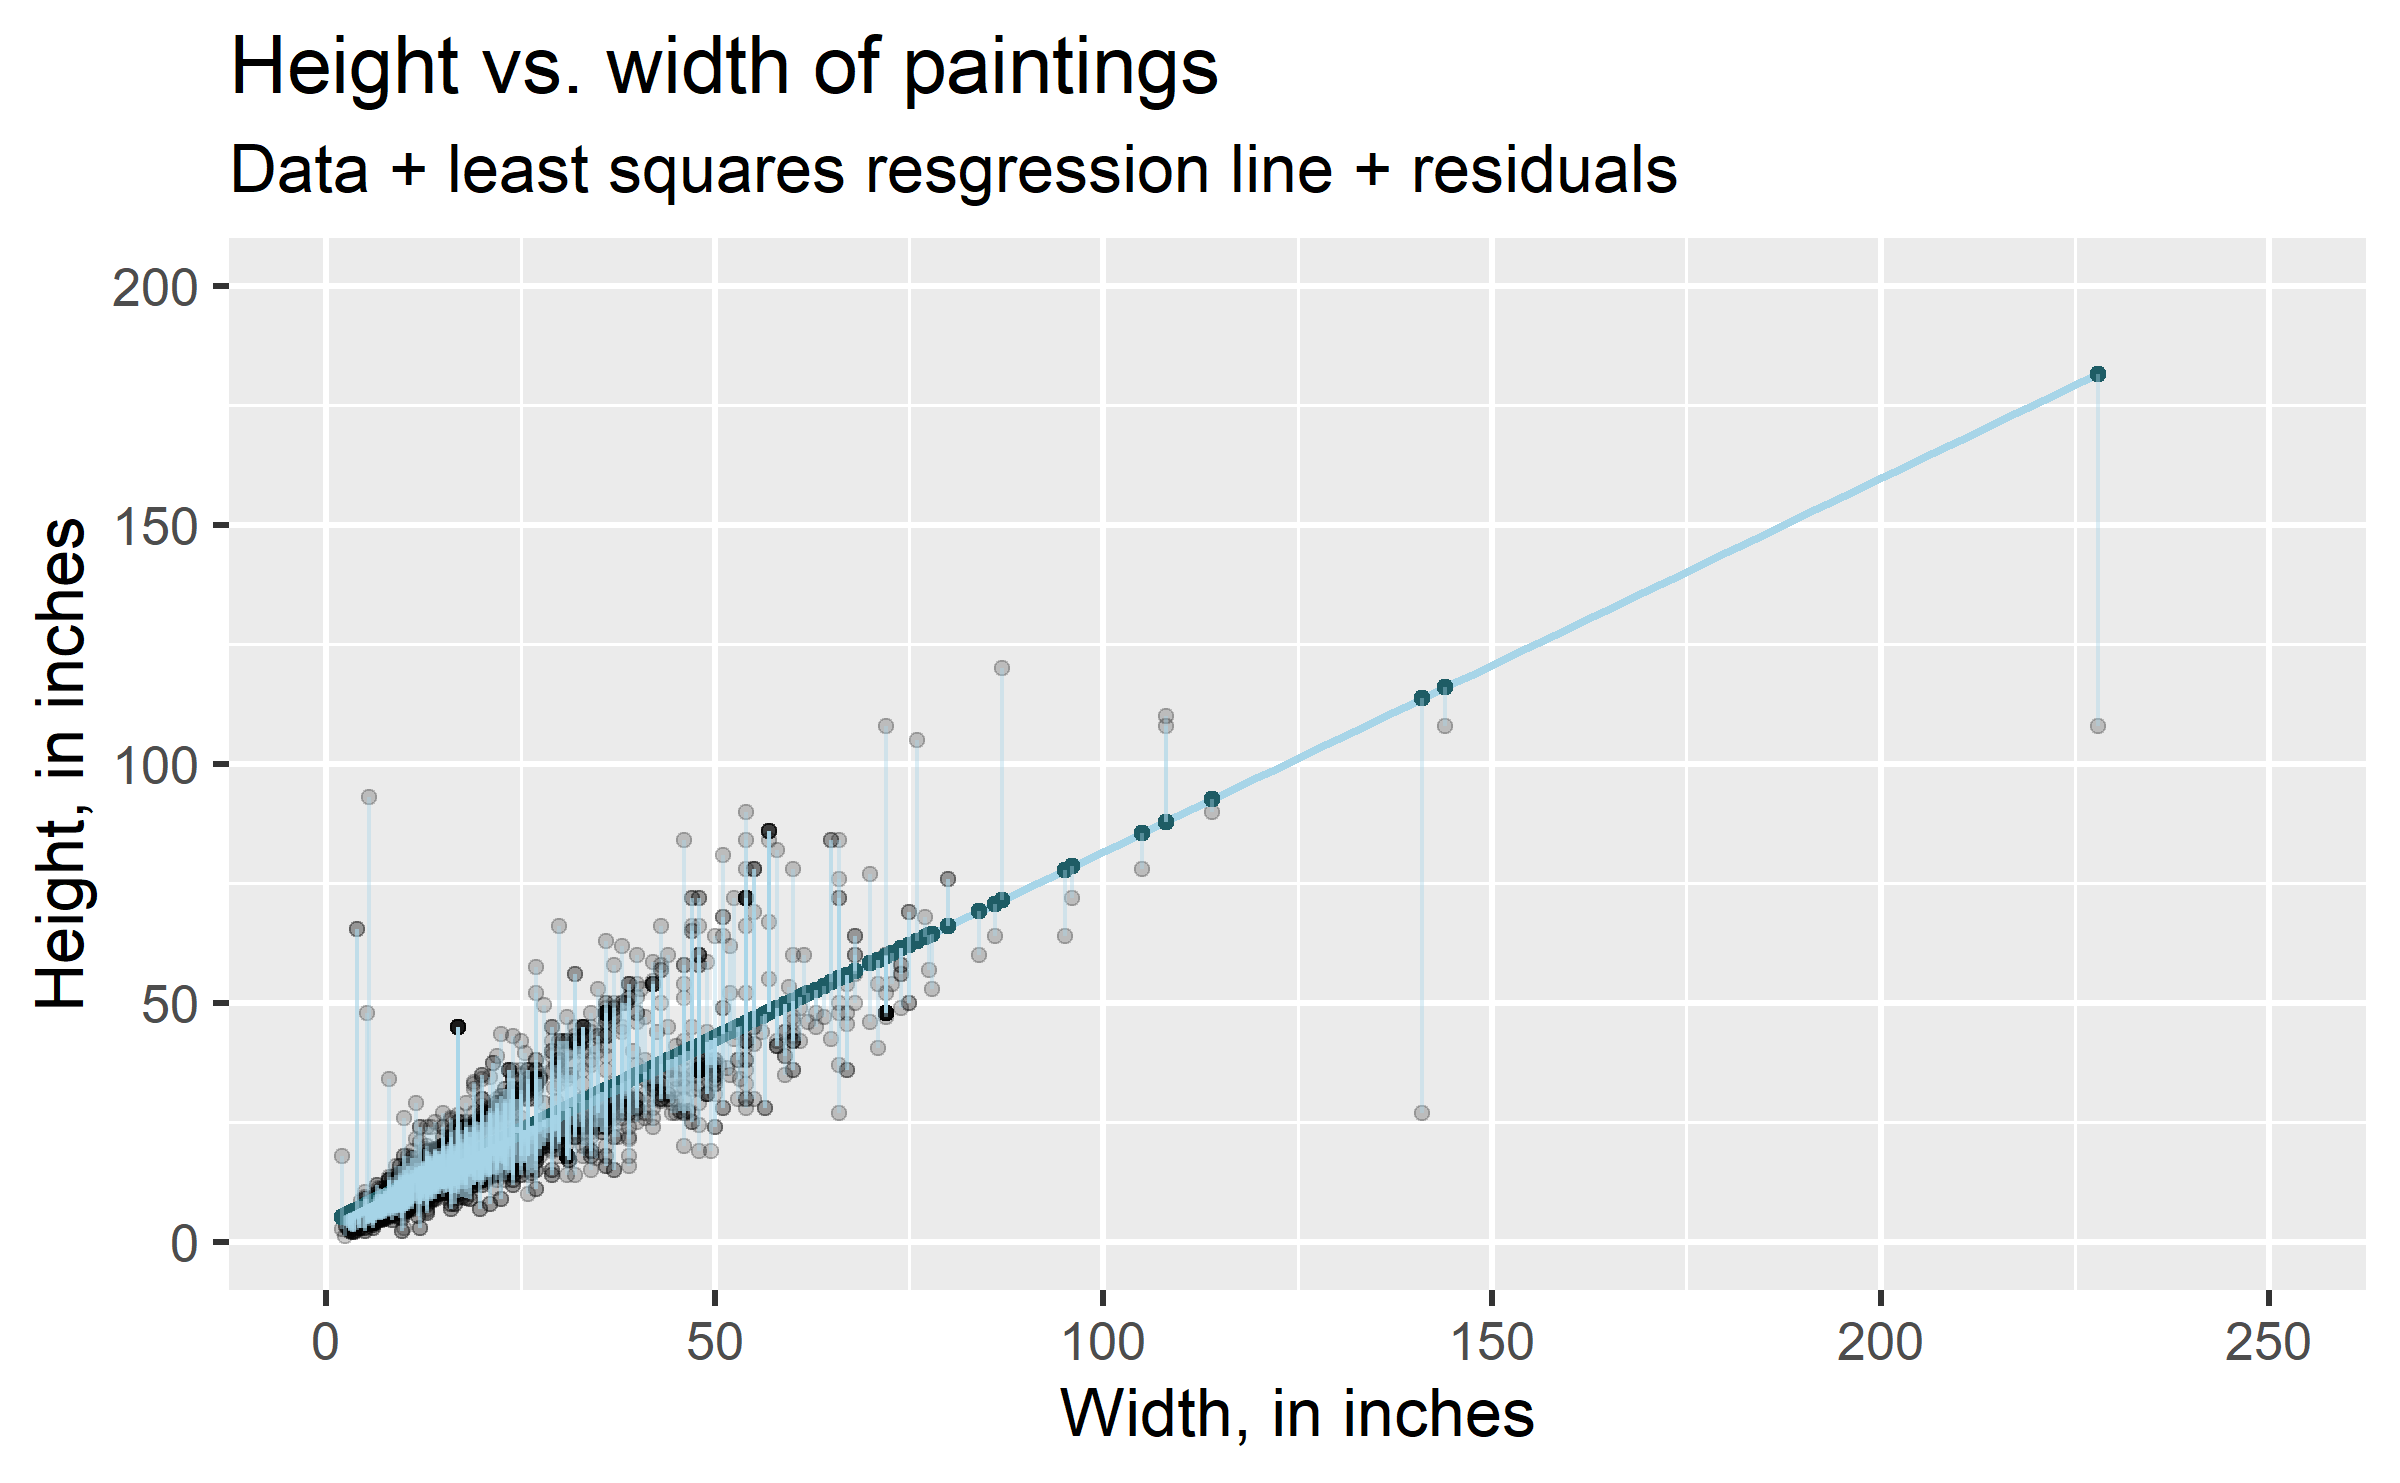 Height vs. width of paintings
Data + least squares resgression line + residuals
200
150
100
50
0
Height, in inches
0 50 100 150 200 250
Width, in inches